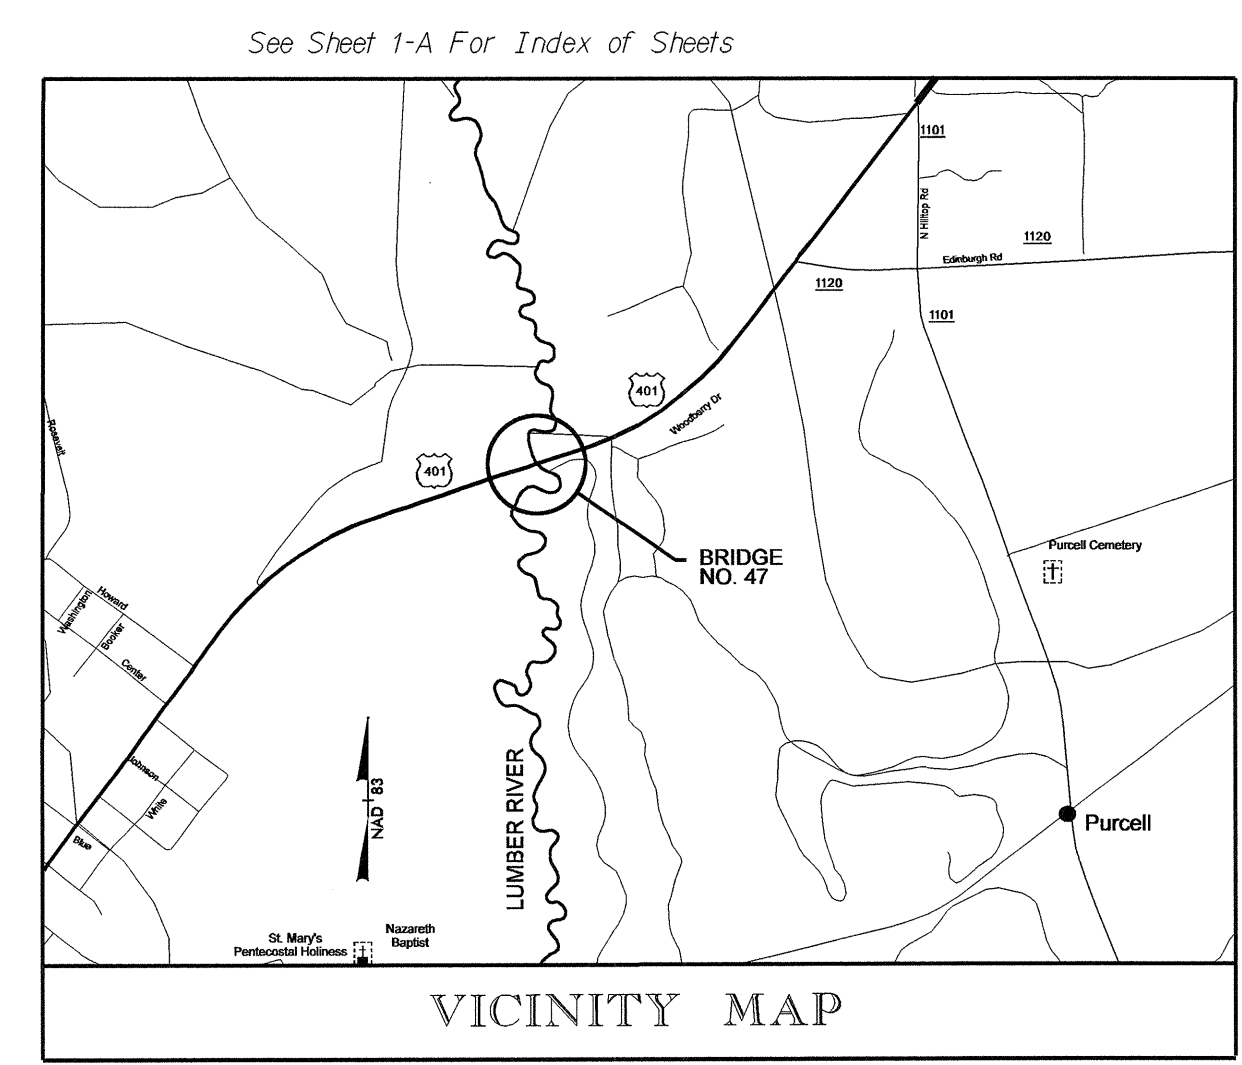 See Sheet 1-A For Index of Sheets
1101
N Hilltop Rd
1120
Edinburgh Rd
1120
1101
401
Woodberry Dr
Roosevelt
401
Purcell Cemetery
BRIDGE
NO. 47
Howard
Washington
Booker
Center
Johnson
White
Blue
NAD 83
LUMBER RIVER
Purcell
St. Mary's
Pentecostal Holiness
Nazareth
Baptist
VICINITY MAP